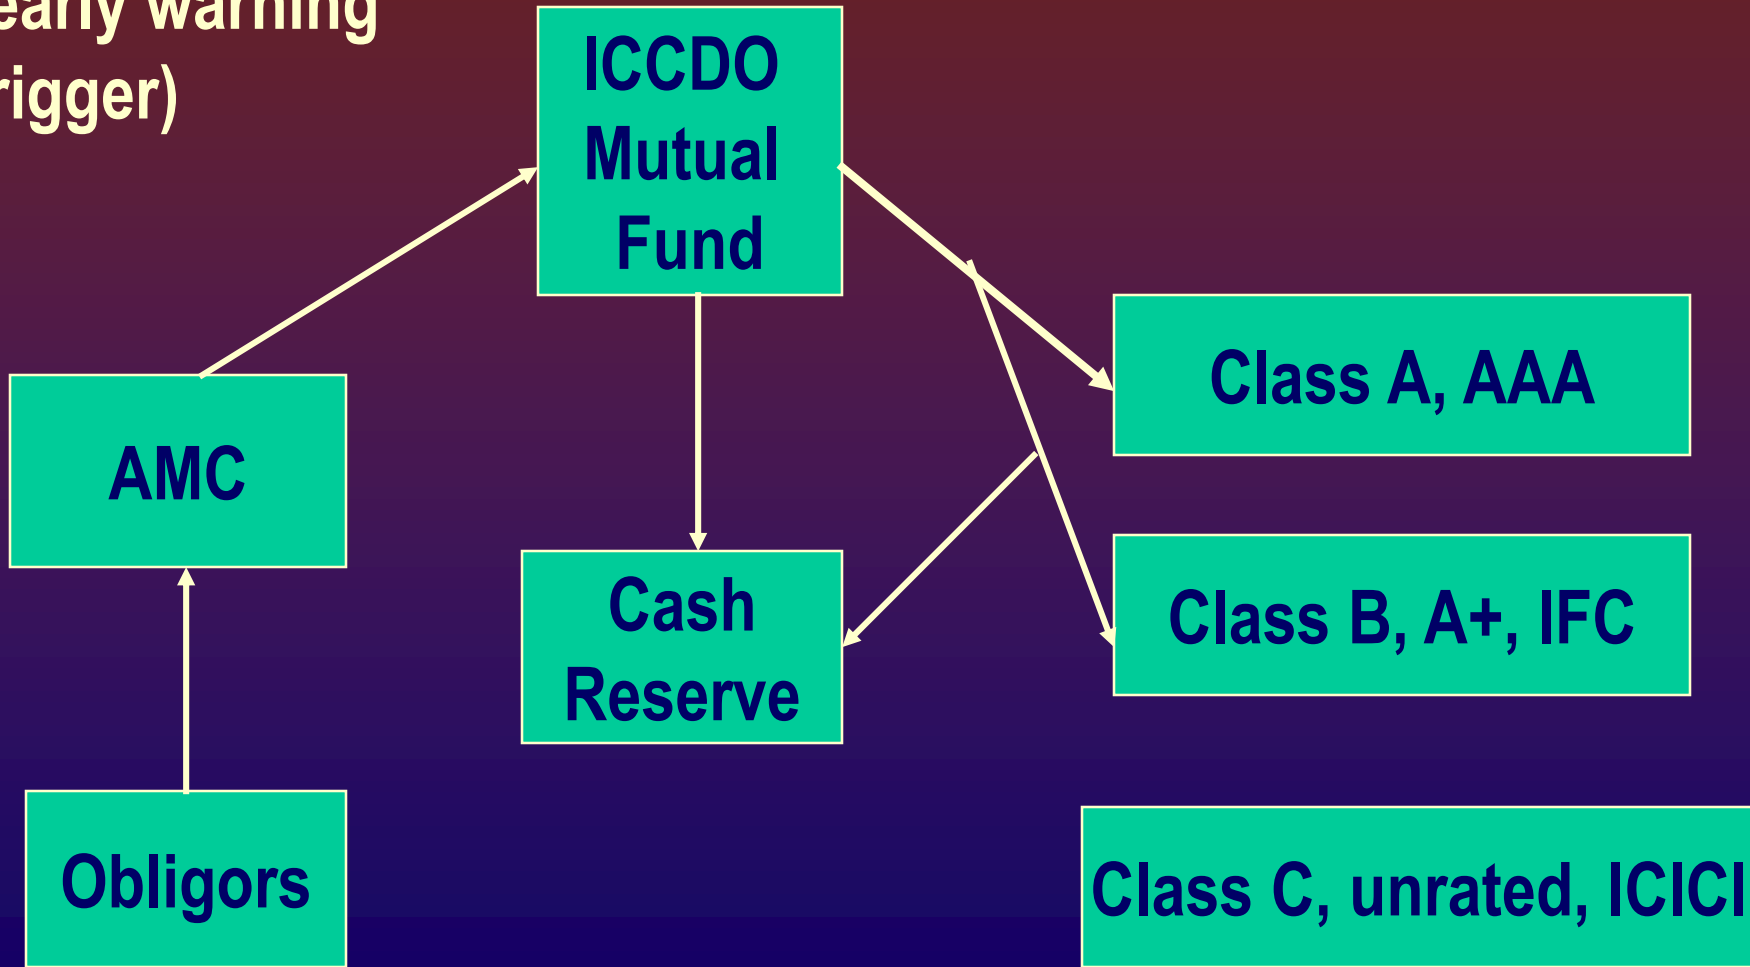 early warning
rigger)
ICCDO
Mutual
Fund
Class A, AAA
AMC
Cash
Reserve
Class B, A+, IFC
Obligors
Class C, unrated, ICICI